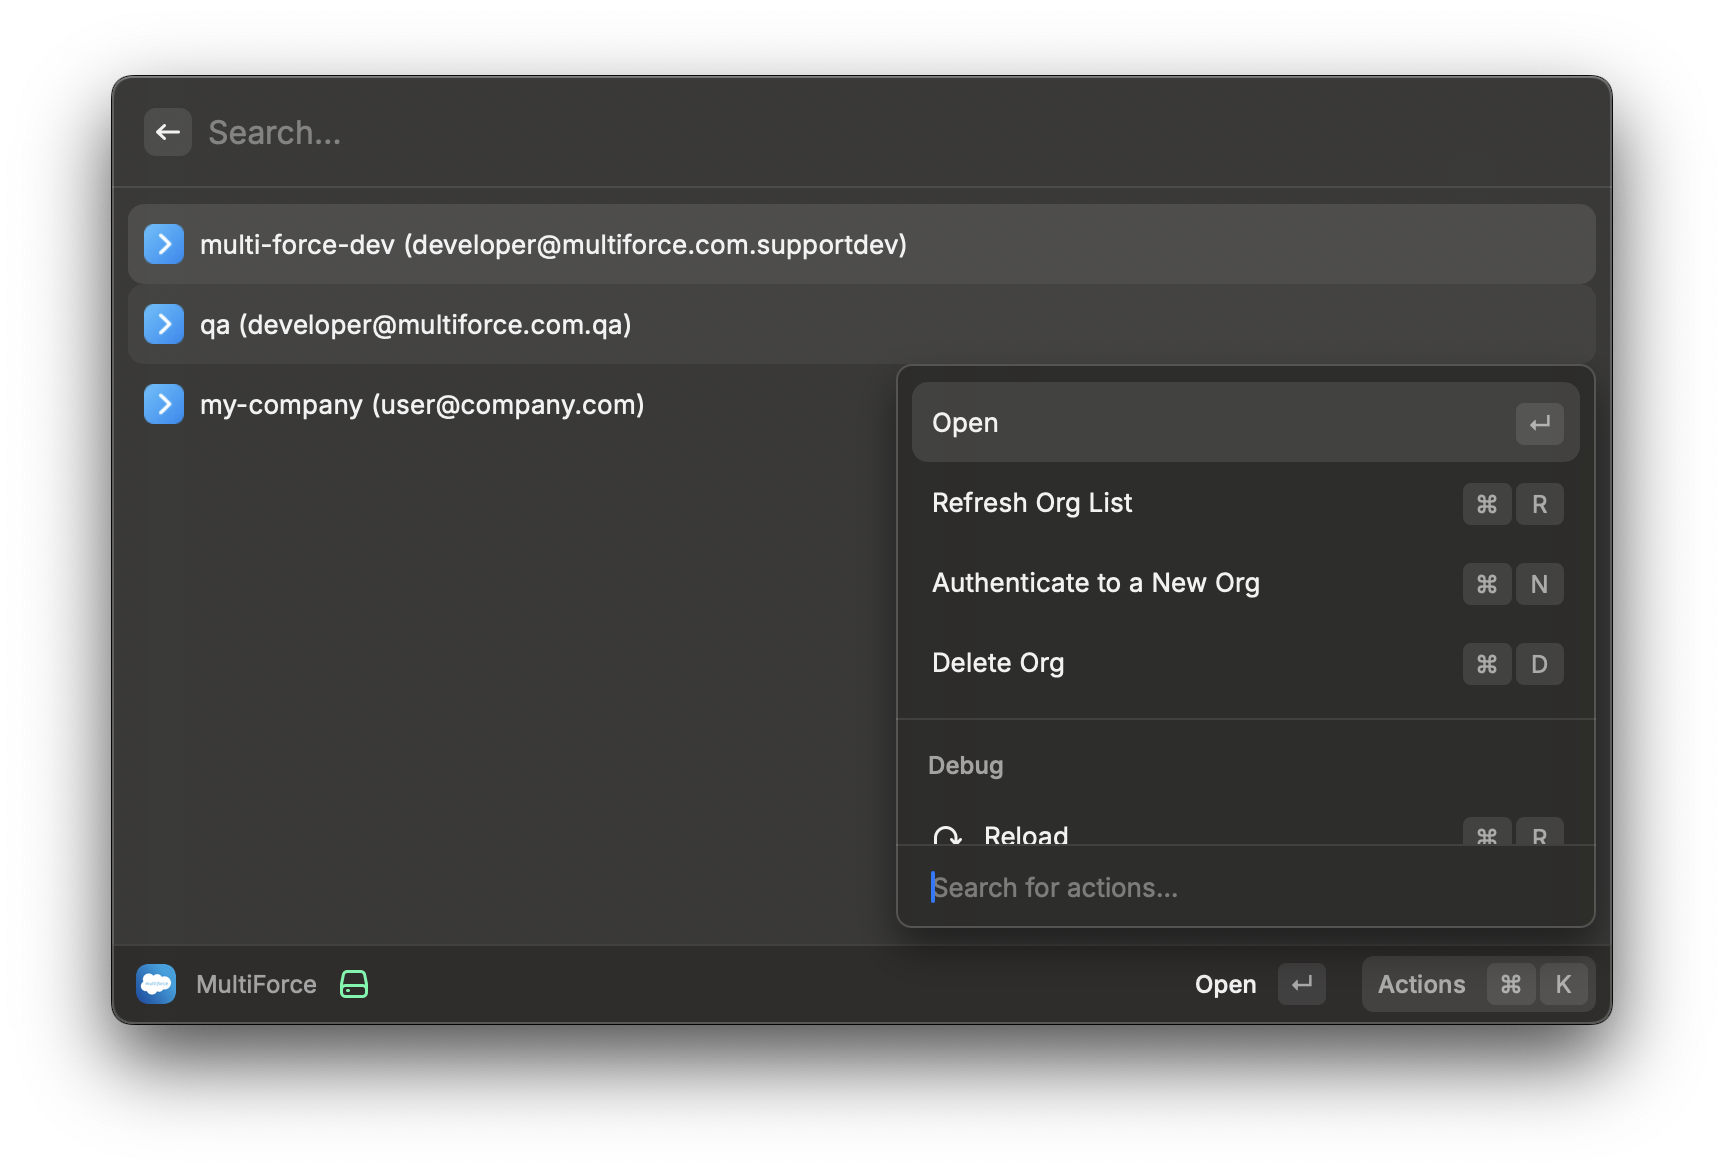 Search...
multi-force-dev (developer@multiforce.com.supportdev)
qa (developer@multiforce.com.qa)
my-company (user@company.com)
Open
Refresh Org List ⌘ R
Authenticate to a New Org ⌘ N
Delete Org ⌘ D
Debug
Reload ⌘ R
Search for actions...
MultiForce Open Actions ⌘ K